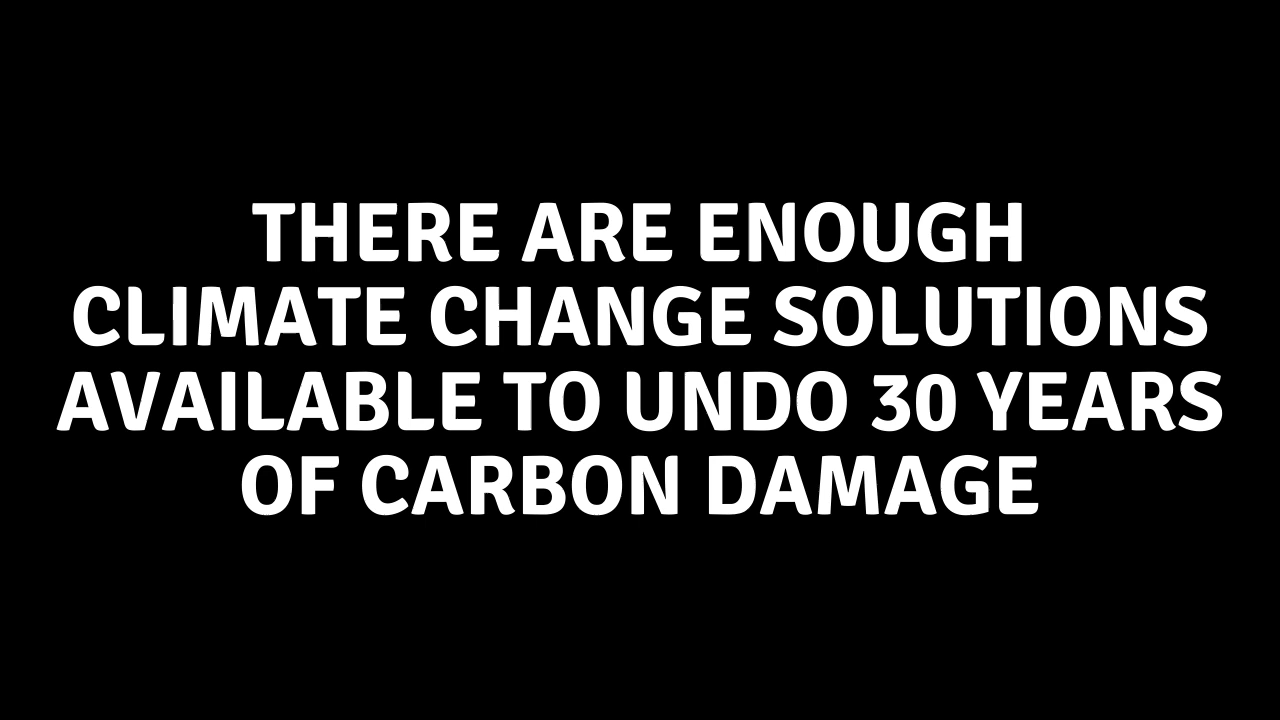 THERE ARE ENOUGH
CLIMATE CHANGE SOLUTIONS
AVAILABLE TO UNDO 30 YEARS
OF CARBON DAMAGE